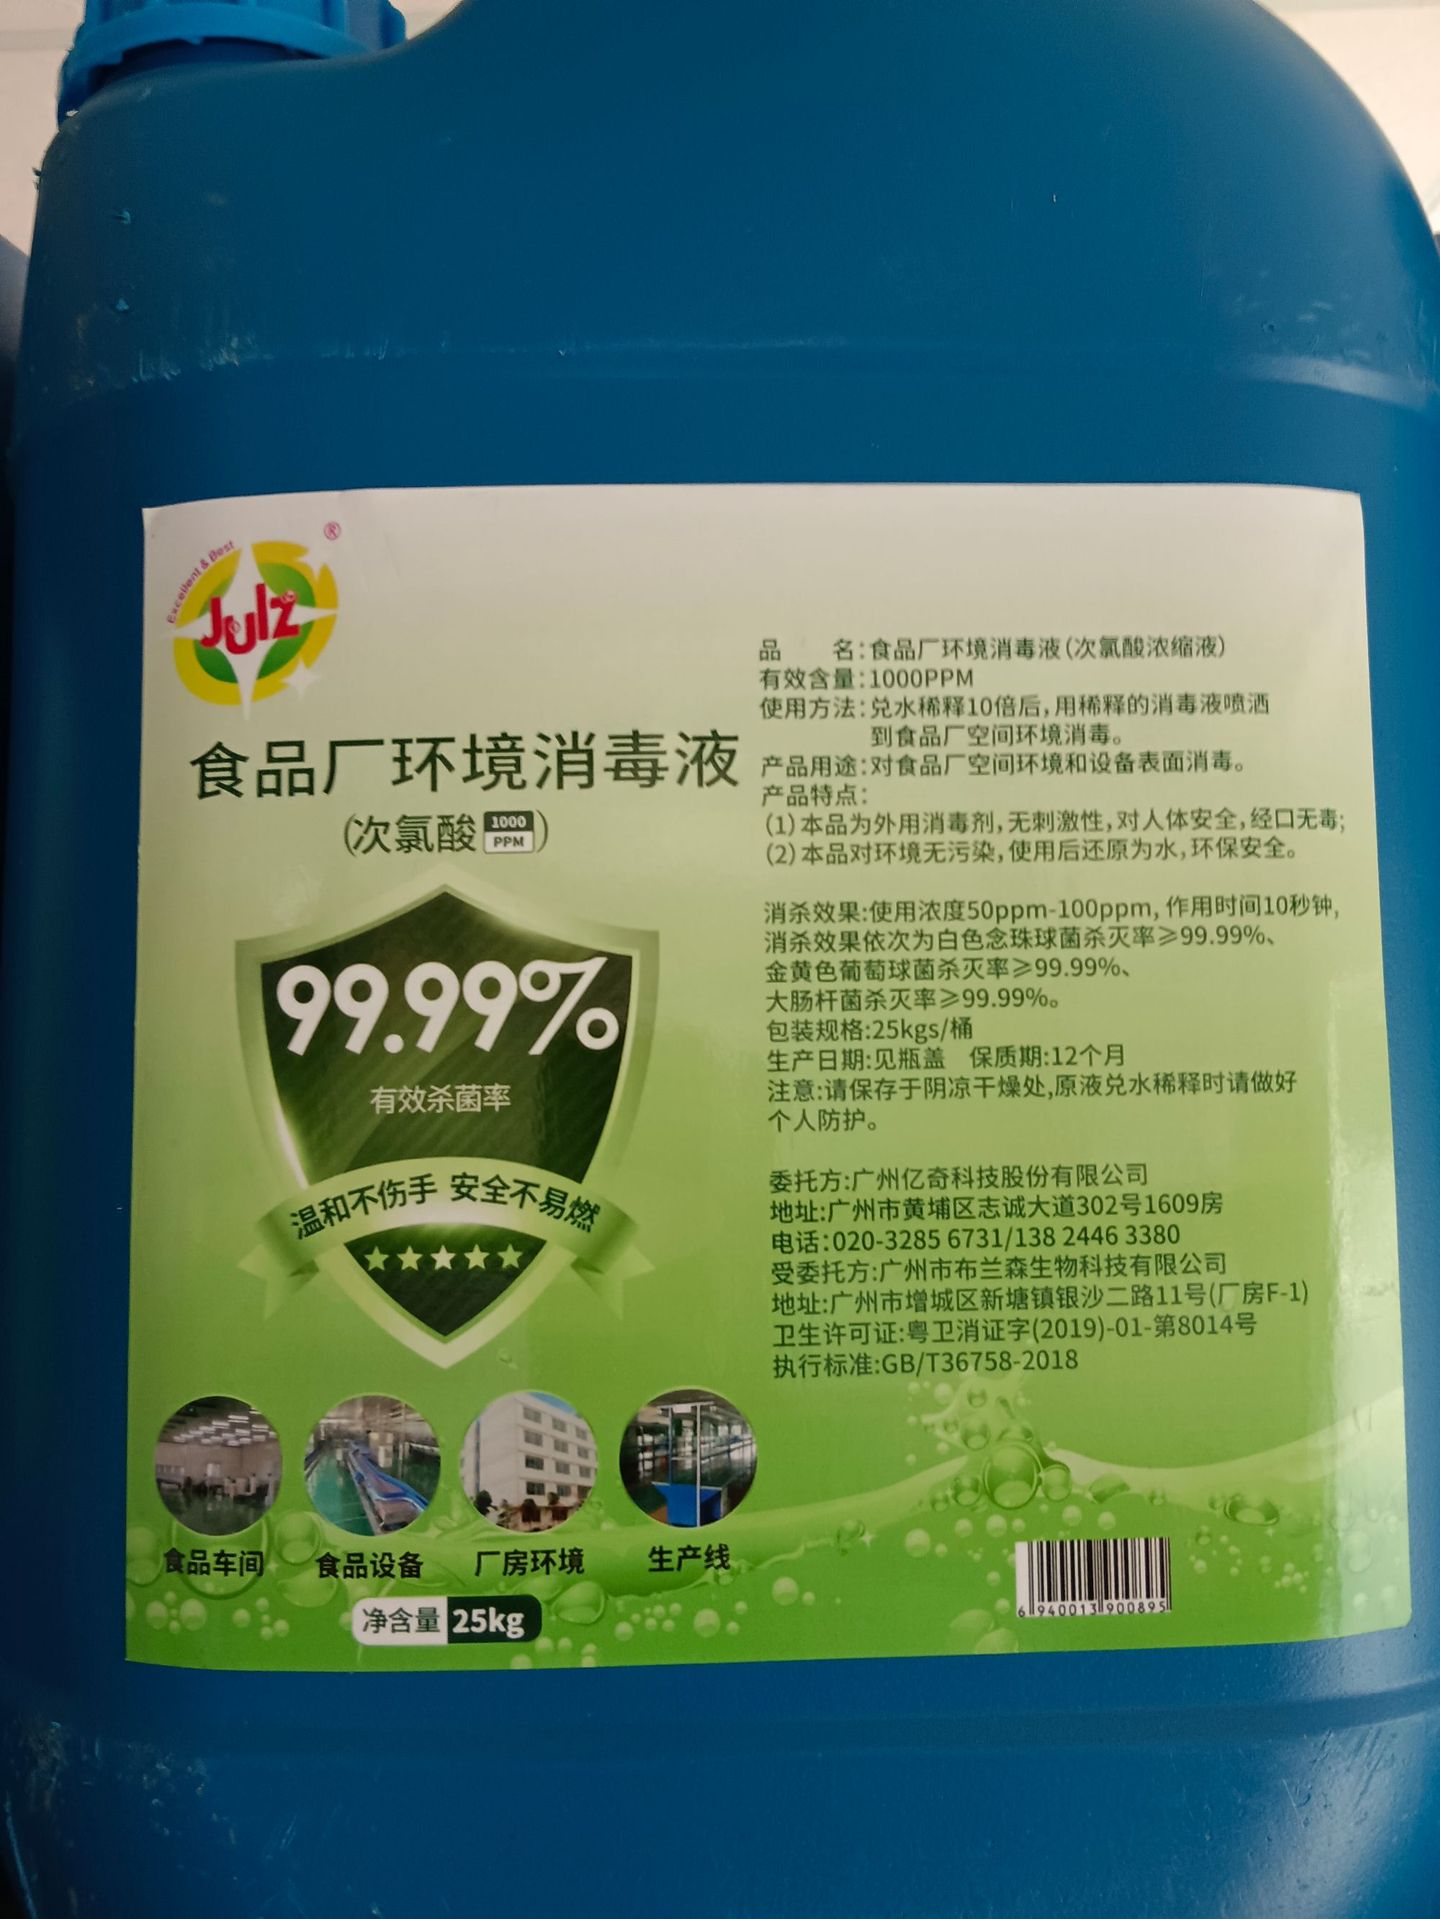 Excellent & Best
®
Julz
食品厂环境消毒液
(次氯酸 1000 PPM)
99.99%
有效杀菌率
温和不伤手 安全不易燃
食品车间 食品设备 厂房环境 生产线
净含量 25kg
品 名:食品厂环境消毒液(次氯酸浓缩液)
有效含量:1000PPM
使用方法:兑水稀释10倍后,用稀释的消毒液喷洒
到食品厂空间环境消毒。
产品用途:对食品厂空间环境和设备表面消毒。
产品特点:
(1)本品为外用消毒剂,无刺激性,对人体安全,经口无毒;
(2)本品对环境无污染,使用后还原为水,环保安全。
消杀效果:使用浓度50ppm-100ppm,作用时间10秒钟,
消杀效果依次为白色念珠球菌杀灭率≥99.99%、
金黄色葡萄球菌杀灭率≥99.99%、
大肠杆菌杀灭率≥99.99%。
包装规格:25kgs/桶
生产日期:见瓶盖 保质期:12个月
注意:请保存于阴凉干燥处,原液兑水稀释时请做好
个人防护。
委托方:广州亿奇科技股份有限公司
地址:广州市黄埔区志诚大道302号1609房
电话:020-3285 6731/138 2446 3380
受委托方:广州市布兰森生物科技有限公司
地址:广州市增城区新塘镇银沙二路11号(厂房F-1)
卫生许可证:粤卫消证字(2019)-01-第8014号
执行标准:GB/T36758-2018
6 940013 900895